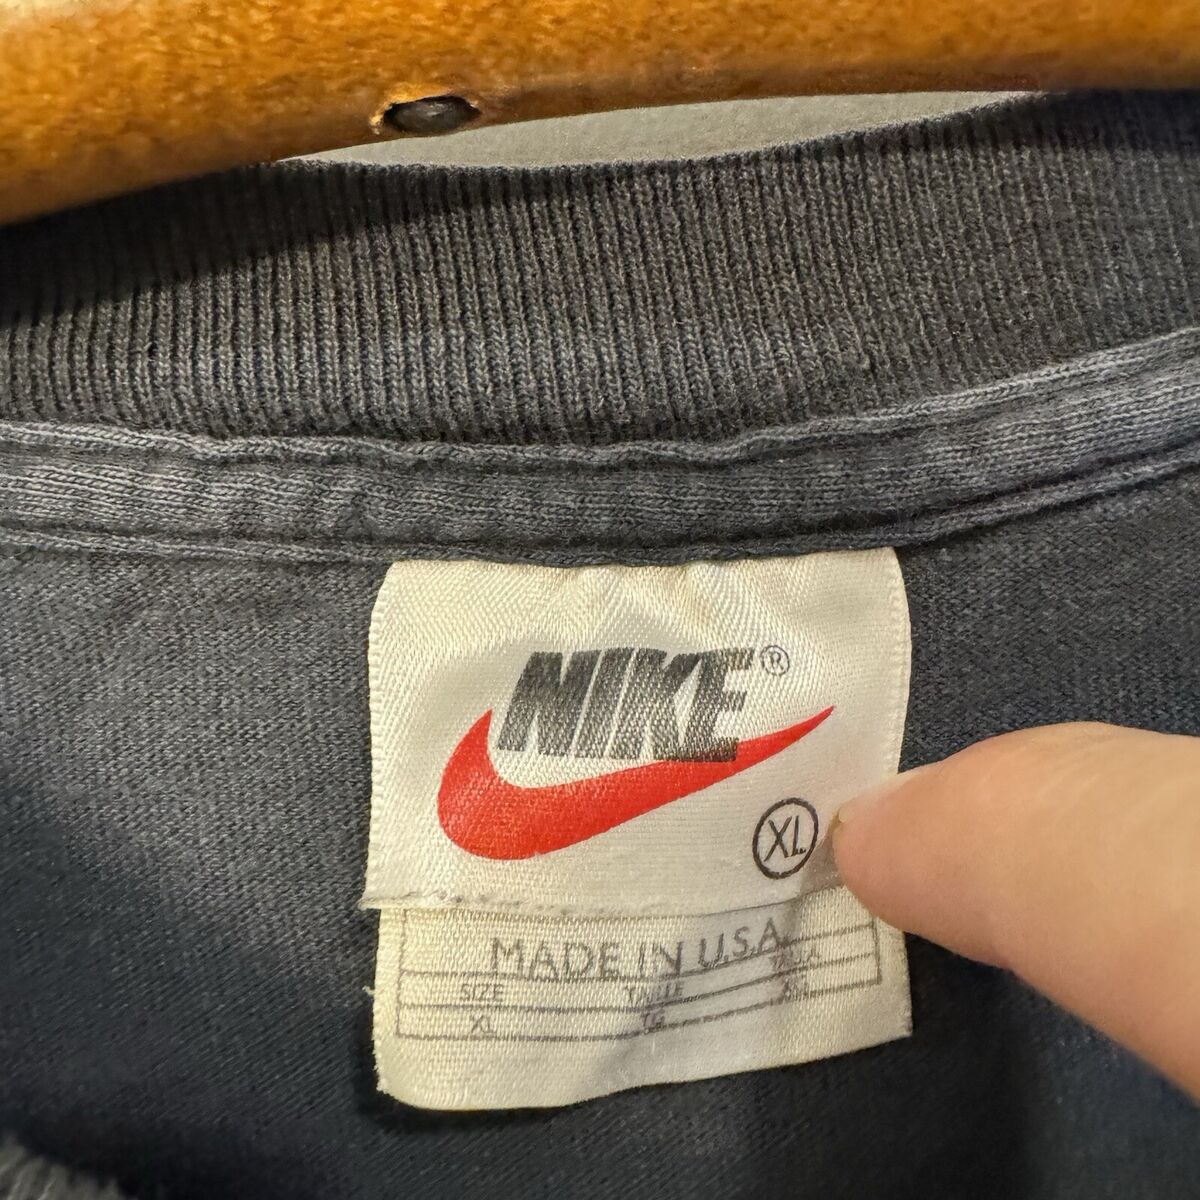 NIKE®
XL
MADE IN U.S.A.
SIZE TAILLE TALLA
XL TG